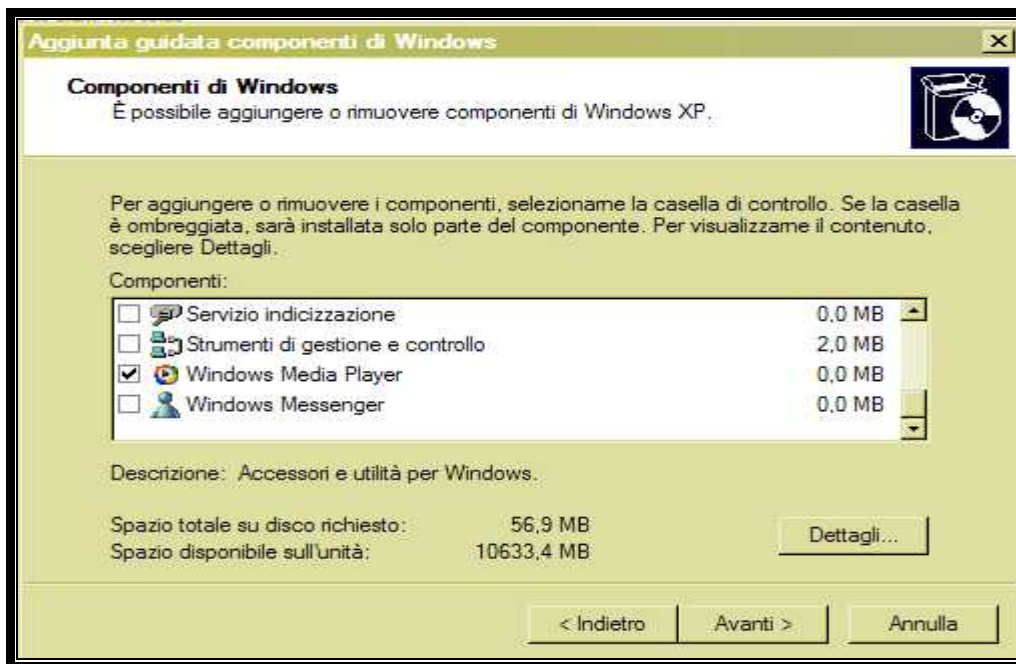 Aggiunta guidata componenti di Windows
Componenti di Windows
È possibile aggiungere o rimuovere componenti di Windows XP.
Per aggiungere o rimuovere i componenti, selezionarne la casella di controllo. Se la casella
è ombreggiata, sarà installata solo parte del componente. Per visualizzarne il contenuto,
scegliere Dettagli.
Componenti:
Servizio indicizzazione 0,0 MB
Strumenti di gestione e controllo 2,0 MB
Windows Media Player 0,0 MB
Windows Messenger 0,0 MB
Descrizione: Accessori e utilità per Windows.
Spazio totale su disco richiesto: 56,9 MB
Spazio disponibile sull'unità: 10633,4 MB
Dettagli...
< Indietro Avanti > Annulla